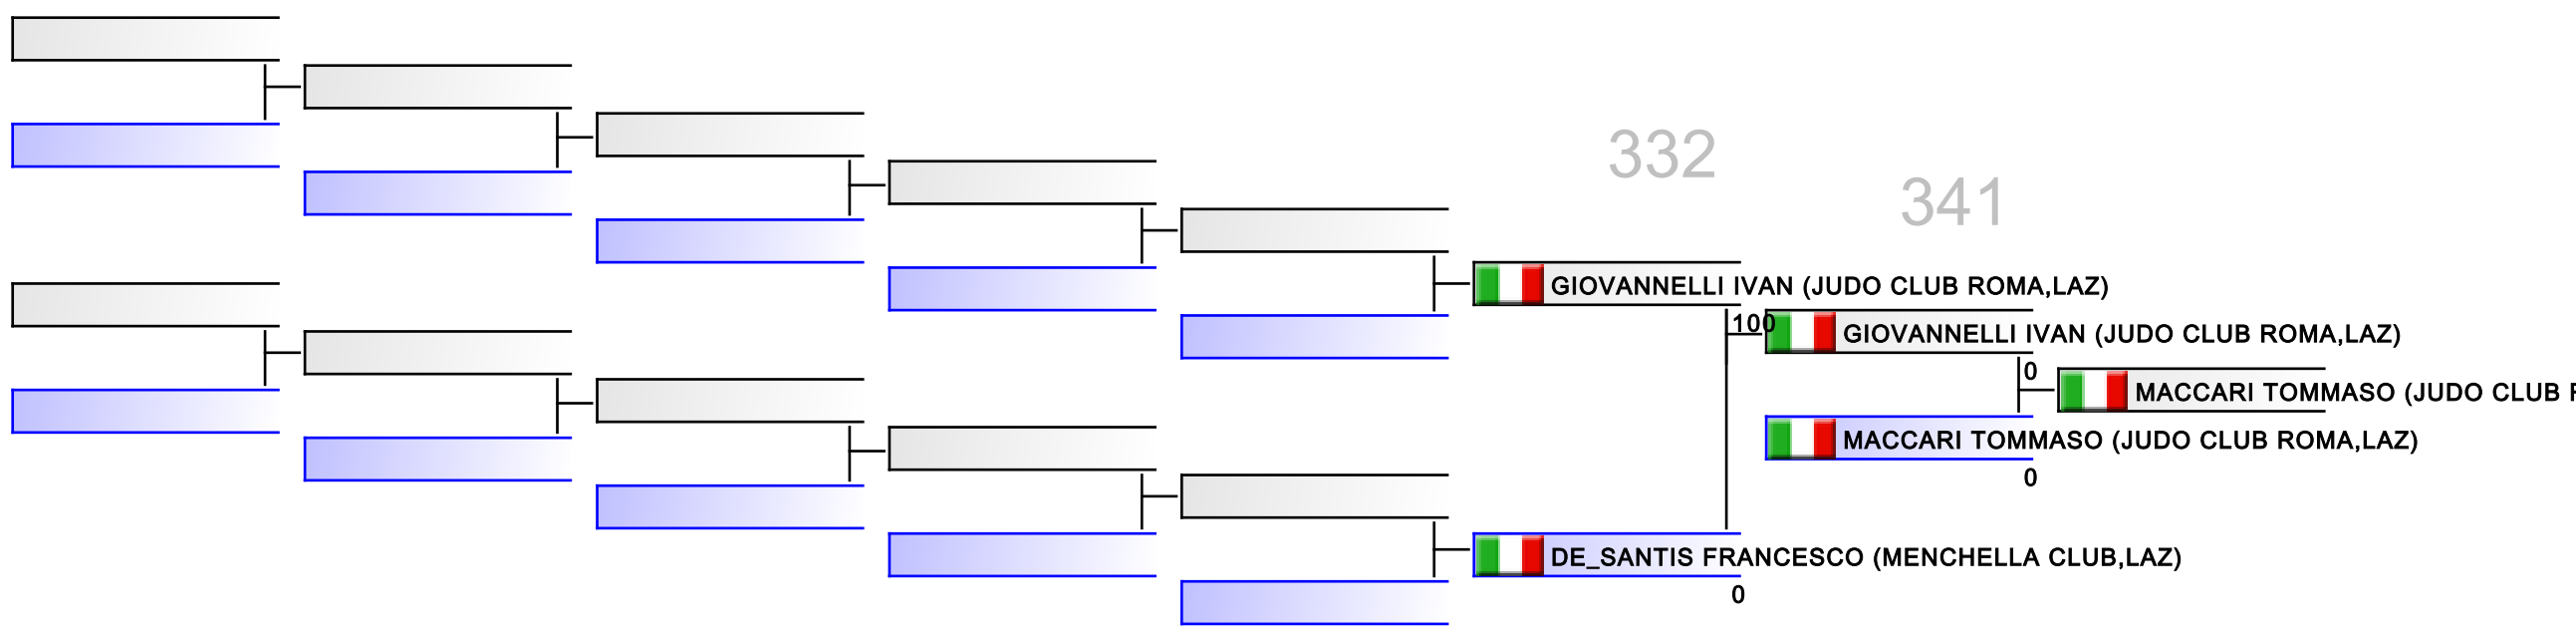 332
341
GIOVANNELLI IVAN (JUDO CLUB ROMA,LAZ)
100
GIOVANNELLI IVAN (JUDO CLUB ROMA,LAZ)
0
MACCARI TOMMASO (JUDO CLUB
MACCARI TOMMASO (JUDO CLUB ROMA,LAZ)
0
DE_SANTIS FRANCESCO (MENCHELLA CLUB,LAZ)
0